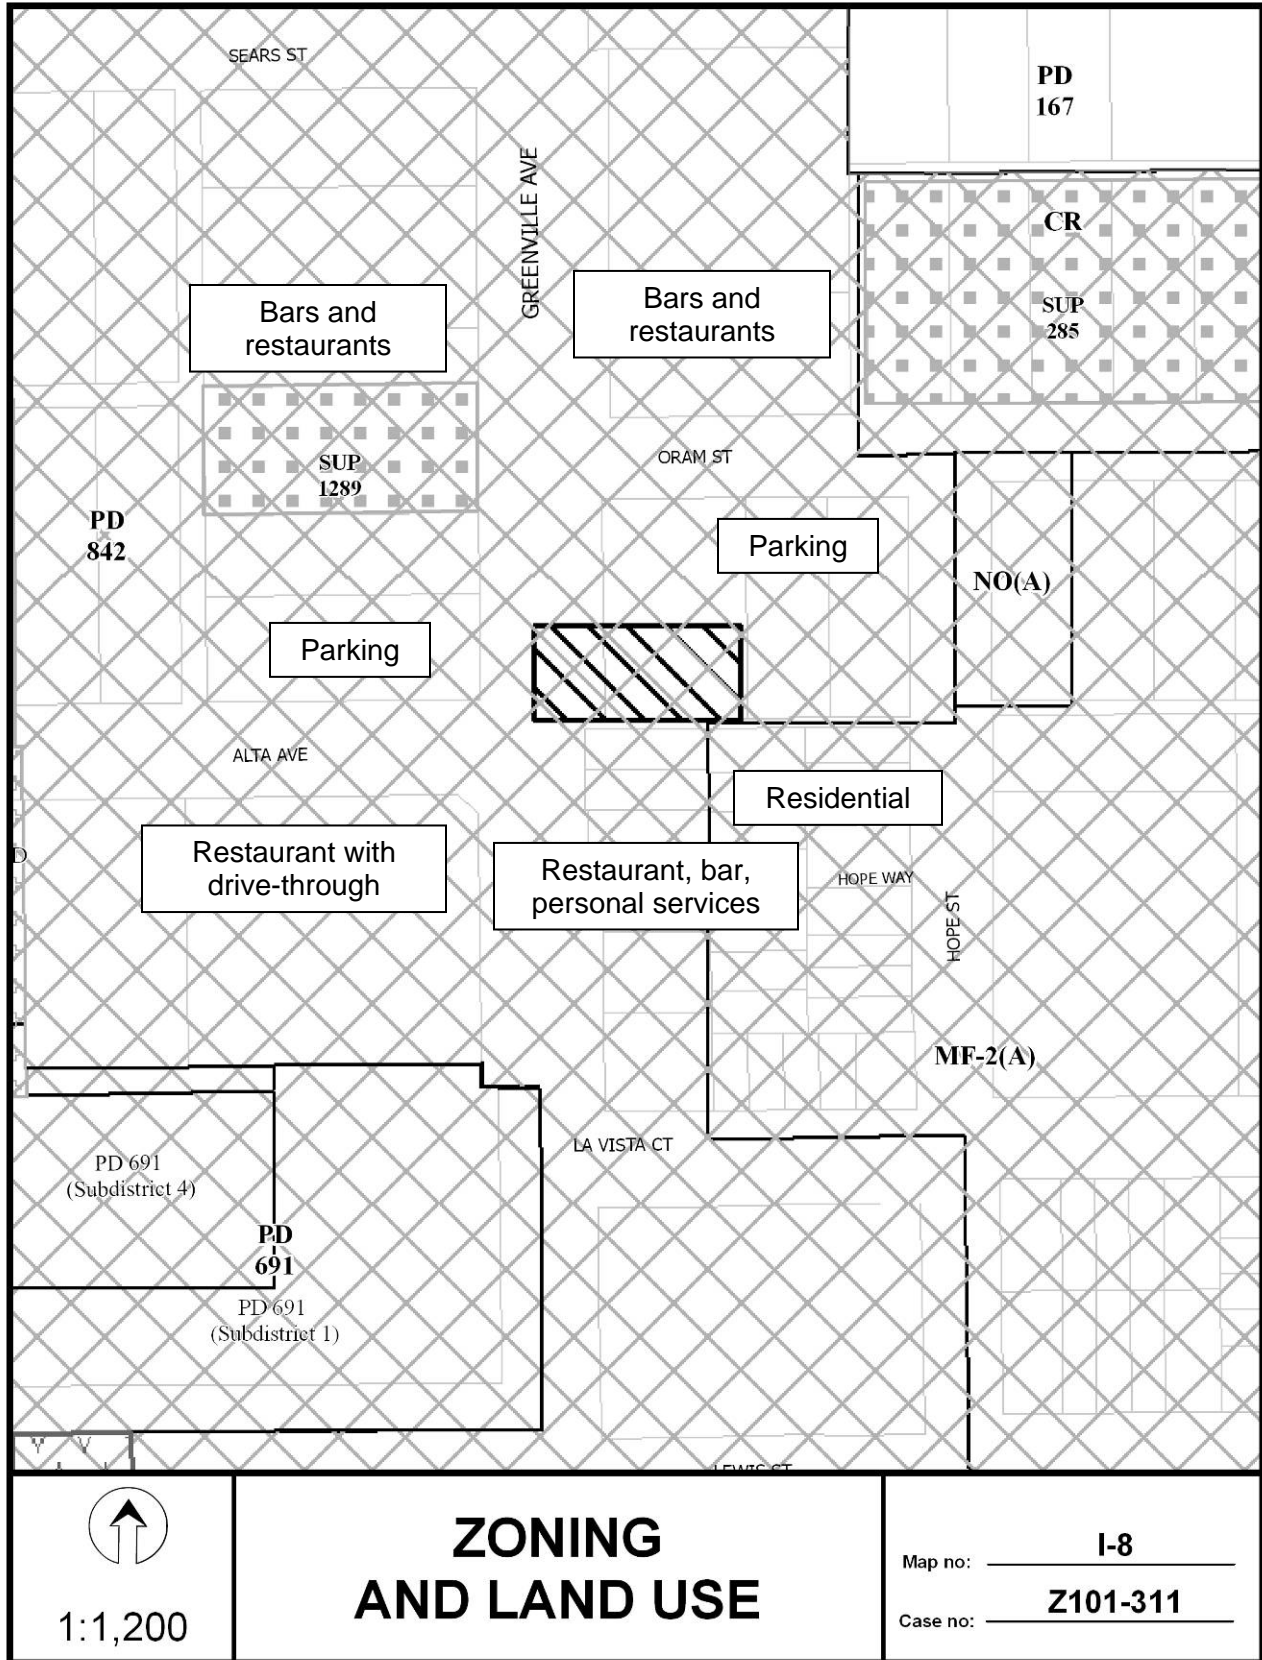 SEARS ST
PD
167
GREENVILLE AVE
CR
SUP
285
Bars and
restaurants
Bars and
restaurants
ORAM ST
SUP
1289
PD
842
Parking
NO(A)
Parking
ALTA AVE
Residential
Restaurant with
drive-through
Restaurant, bar,
personal services
HOPE WAY
HOPE ST
MF-2(A)
LA VISTA CT
PD 691
(Subdistrict 4)
PD
691
PD 691
(Subdistrict 1)
LEWIS ST
1:1,200
ZONING
AND LAND USE
Map no: I-8
Case no: Z101-311